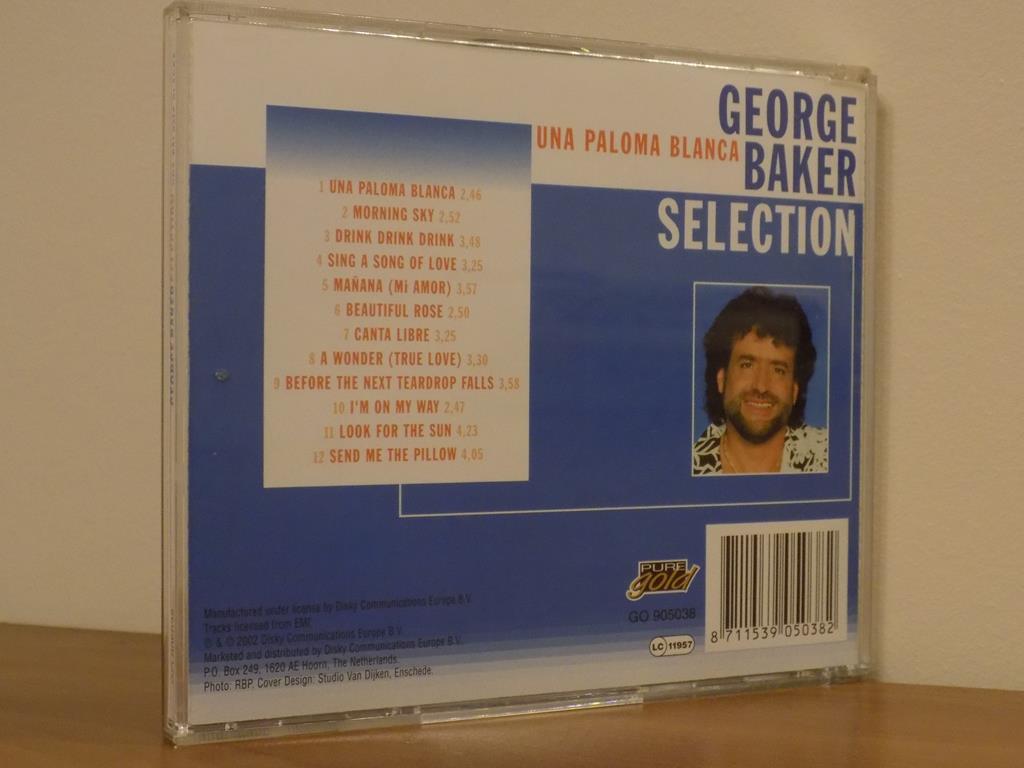 GEORGE
UNA PALOMA BLANCA BAKER
SELECTION
1 UNA PALOMA BLANCA 2,46
2 MORNING SKY 2,52
3 DRINK DRINK DRINK 3,48
4 SING A SONG OF LOVE 3,25
5 MAÑANA (Mi AMOR) 3,57
6 BEAUTIFUL ROSE 2,50
7 CANTA LIBRE 3,25
8 A WONDER (TRUE LOVE) 3,30
9 BEFORE THE NEXT TEARDROP FALLS 3,58
10 I'M ON MY WAY 2,47
11 LOOK FOR THE SUN 4,23
12 SEND ME THE PILLOW 4,05
PURE
gold
GO 905038
LC 11957
8 711539 050382
Manufactured under license by Disky Communications Europe B.V.
Tracks licensed from EMI.
℗ & © 2002 Disky Communications Europe B.V.
Marketed and distributed by Disky Communications Europe B.V.
P.O. Box 249, 1620 AE Hoorn, The Netherlands.
Photo: RBP, Cover Design: Studio Van Dijken, Enschede.